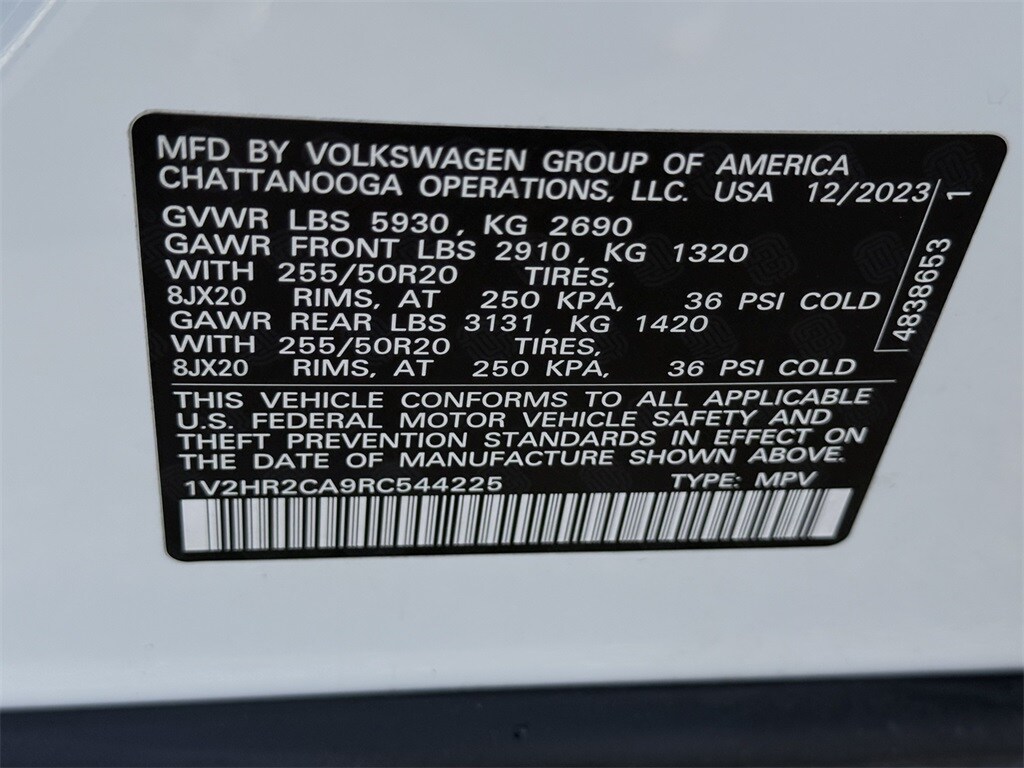 MFD BY VOLKSWAGEN GROUP OF AMERICA
CHATTANOOGA OPERATIONS, LLC. USA 12/2023
GVWR LBS 5930, KG 2690
GAWR FRONT LBS 2910, KG 1320
WITH 255/50R20 TIRES,
8JX20 RIMS, AT 250 KPA, 36 PSI COLD
GAWR REAR LBS 3131, KG 1420
WITH 255/50R20 TIRES,
8JX20 RIMS, AT 250 KPA, 36 PSI COLD
THIS VEHICLE CONFORMS TO ALL APPLICABLE
U.S. FEDERAL MOTOR VEHICLE SAFETY AND
THEFT PREVENTION STANDARDS IN EFFECT ON
THE DATE OF MANUFACTURE SHOWN ABOVE.
1V2HR2CA9RC544225 TYPE: MPV
4838653 1